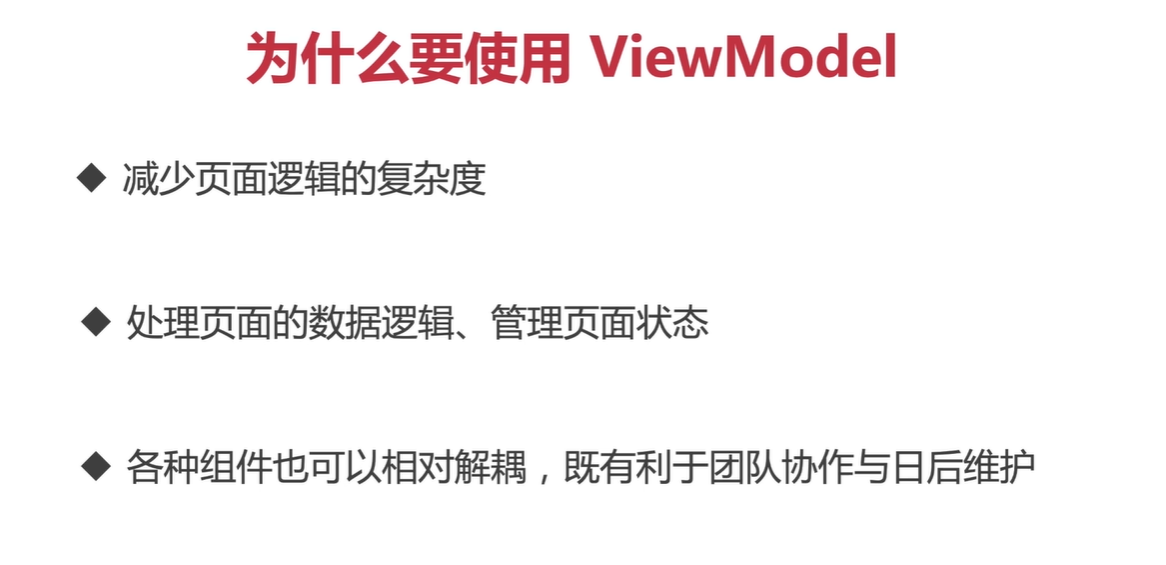 为什么要使用 ViewModel
◆ 减少页面逻辑的复杂度
◆ 处理页面的数据逻辑、管理页面状态
◆ 各种组件也可以相对解耦，既有利于团队协作与日后维护